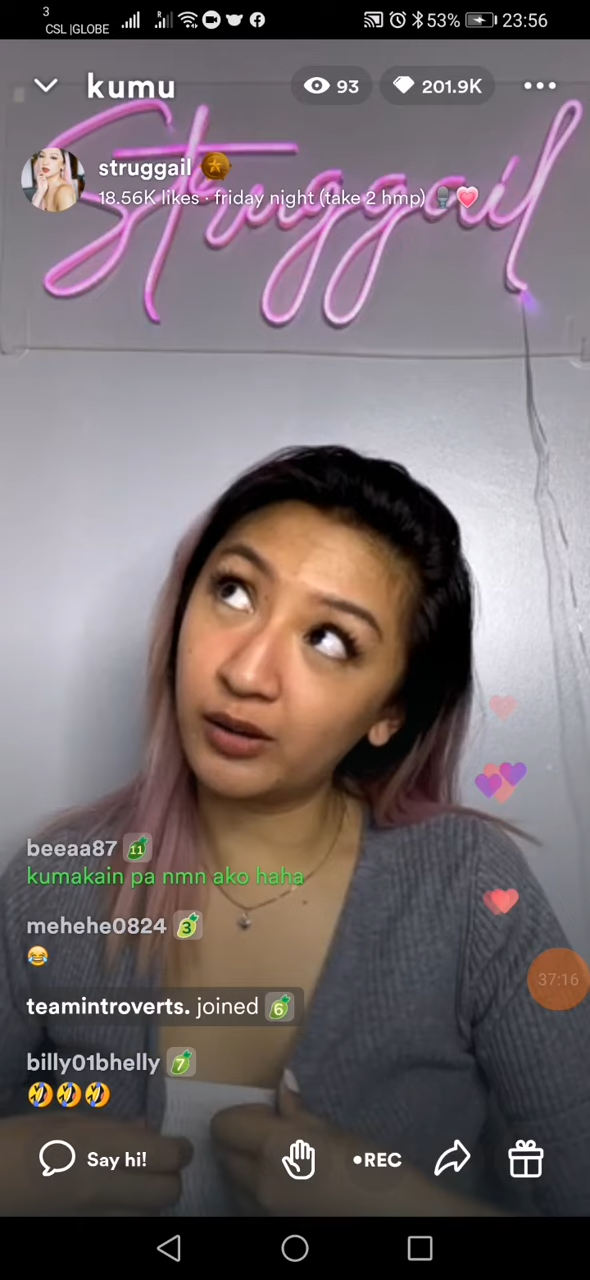 3
CSL |GLOBE
R
53%
23:56
kumu
93
201.9K
Struggail
struggail
18.56K likes · friday night (take 2 hmp)
beeaa87 11
kumakain pa nmn ako haha
mehehe0824 3
37:16
teamintroverts. joined 6
billy01bhelly 7
Say hi!
•REC